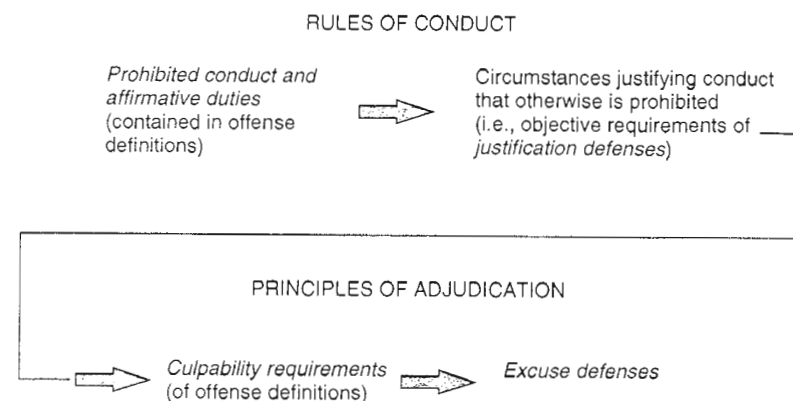 RULES OF CONDUCT
Prohibited conduct and
affirmative duties
(contained in offense
definitions)
Circumstances justifying conduct
that otherwise is prohibited
(i.e., objective requirements of
justification defenses)
PRINCIPLES OF ADJUDICATION
Culpability requirements
(of offense definitions)
Excuse defenses